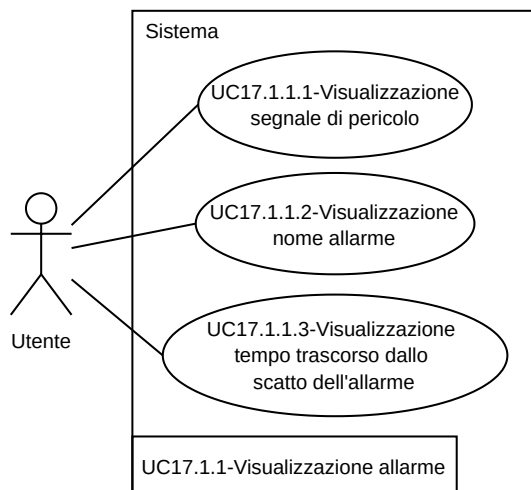 Sistema
UC17.1.1.1-Visualizzazione
segnale di pericolo
UC17.1.1.2-Visualizzazione
nome allarme
Utente
UC17.1.1.3-Visualizzazione
tempo trascorso dallo
scatto dell'allarme
UC17.1.1-Visualizzazione allarme